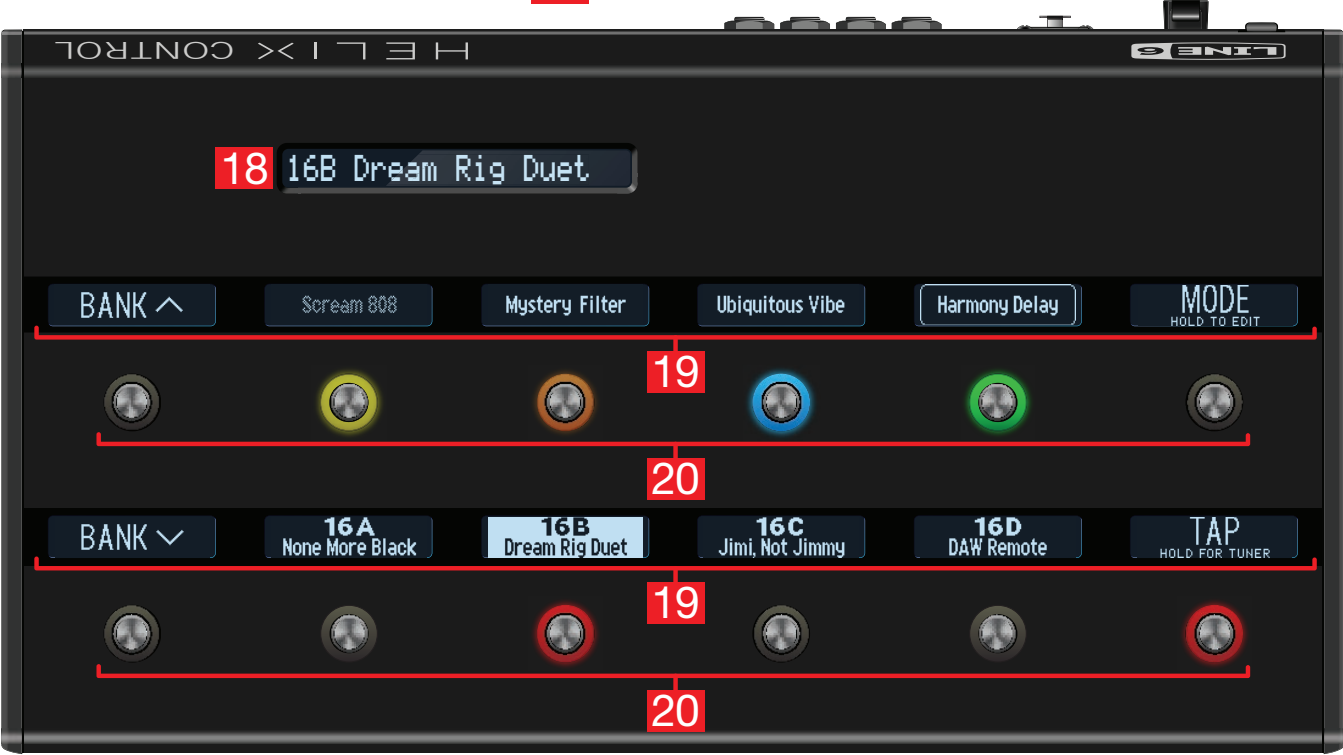 HELIX CONTROL
LINE 6
18
16B Dream Rig Duet
BANK
Scream 808
Mystery Filter
Ubiquitous Vibe
Harmony Delay
MODE
HOLD TO EDIT
19
20
BANK
16A
None More Black
16B
Dream Rig Duet
16C
Jimi, Not Jimmy
16D
DAW Remote
TAP
HOLD FOR TUNER
19
20